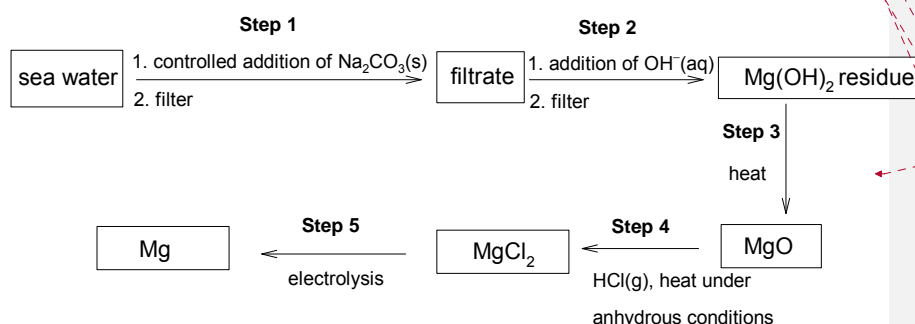 Step 1
Step 2
sea water
1. controlled addition of Na₂CO₃(s)
2. filter
filtrate
1. addition of OH⁻(aq)
2. filter
Mg(OH)₂ residue
Step 3
heat
MgO
Step 4
HCl(g), heat under
anhydrous conditions
MgCl₂
Step 5
electrolysis
Mg